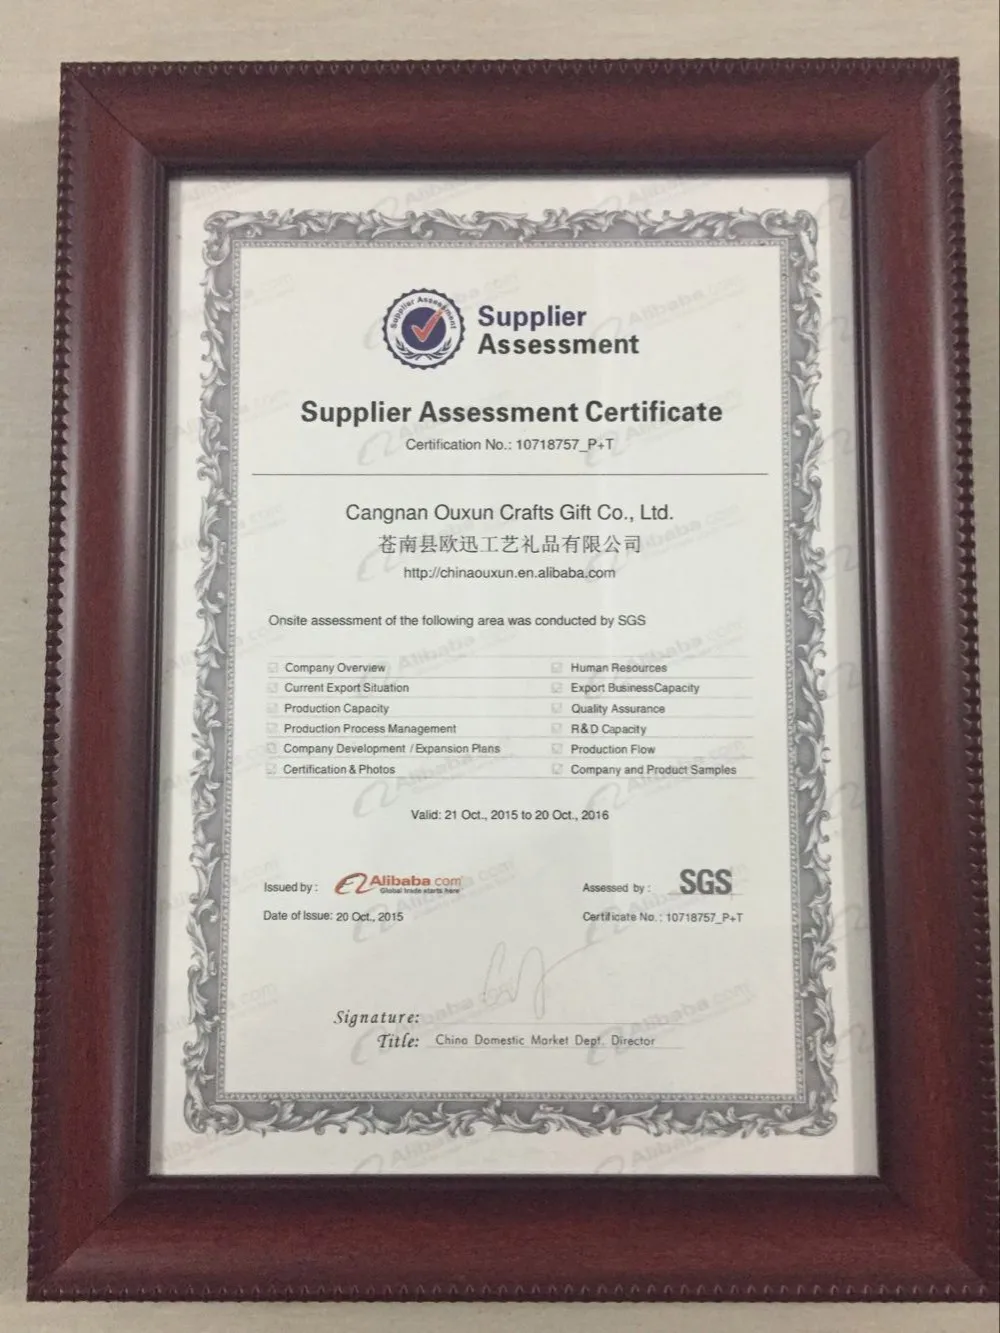 Supplier Assessment
Supplier
Assessment
Supplier Assessment Certificate
Certification No.: 10718757_P+T
Cangnan Ouxun Crafts Gift Co., Ltd.
苍南县欧迅工艺礼品有限公司
http://chinaouxun.en.alibaba.com
Onsite assessment of the following area was conducted by SGS
Company Overview Human Resources
Current Export Situation Export BusinessCapacity
Production Capacity Quality Assurance
Production Process Management R&D Capacity
Company Development / Expansion Plans Production Flow
Certification & Photos Company and Product Samples
Valid: 21 Oct., 2015 to 20 Oct., 2016
Issued by : Alibaba.com Assessed by : SGS
Global trade starts here
Date of Issue: 20 Oct., 2015 Certificate No. : 10718757_P+T
Signature:
Title: China Domestic Market Dept. Director